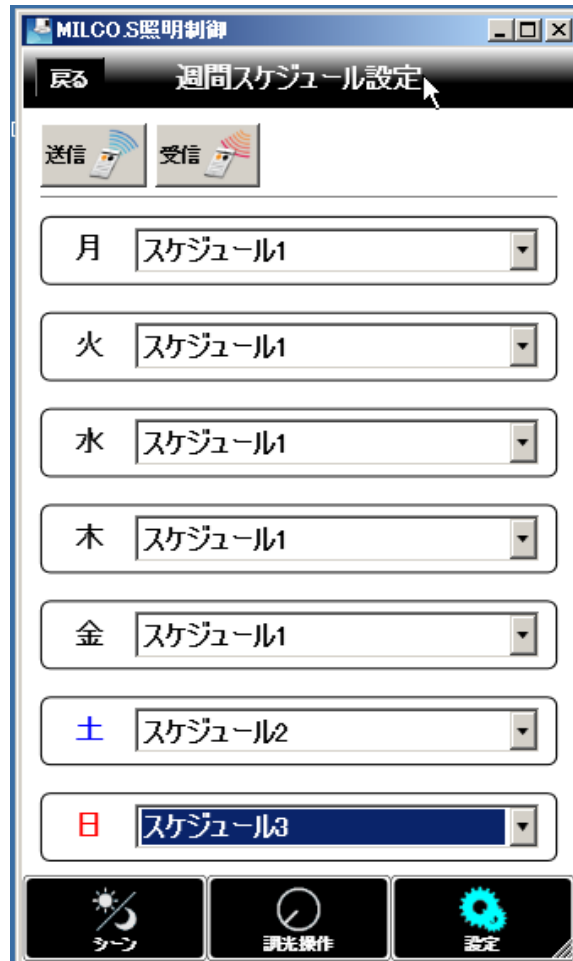 MILCO.S照明制御
戻る 週間スケジュール設定
送信 受信
月 スケジュール1
火 スケジュール1
水 スケジュール1
木 スケジュール1
金 スケジュール1
土 スケジュール2
日 スケジュール3
シーン 調光操作 設定